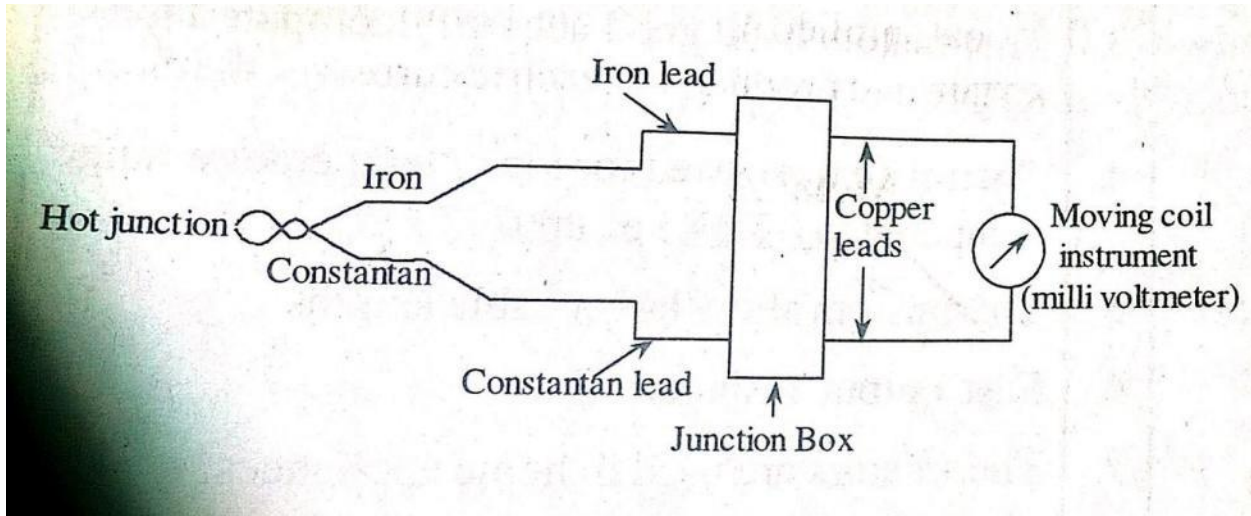 Iron lead
Iron
Hot junction
Constantan
Copper
leads
Moving coil
instrument
(milli voltmeter)
Constantan lead
Junction Box